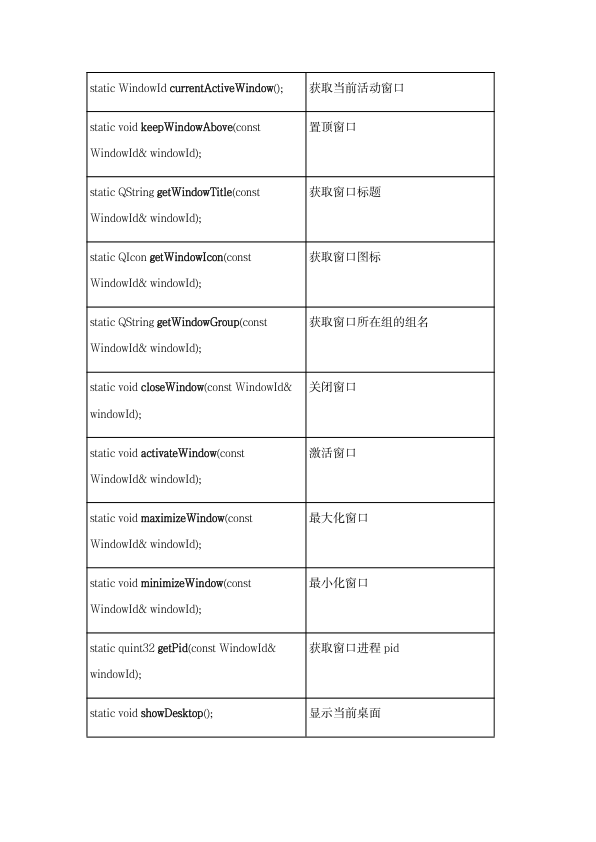 static WindowId currentActiveWindow();
获取当前活动窗口
static void keepWindowAbove(const
WindowId& windowId);
置顶窗口
static QString getWindowTitle(const
WindowId& windowId);
获取窗口标题
static QIcon getWindowIcon(const
WindowId& windowId);
获取窗口图标
static QString getWindowGroup(const
WindowId& windowId);
获取窗口所在组的组名
static void closeWindow(const WindowId&
windowId);
关闭窗口
static void activateWindow(const
WindowId& windowId);
激活窗口
static void maximizeWindow(const
WindowId& windowId);
最大化窗口
static void minimizeWindow(const
WindowId& windowId);
最小化窗口
static quint32 getPid(const WindowId&
windowId);
获取窗口进程 pid
static void showDesktop();
显示当前桌面